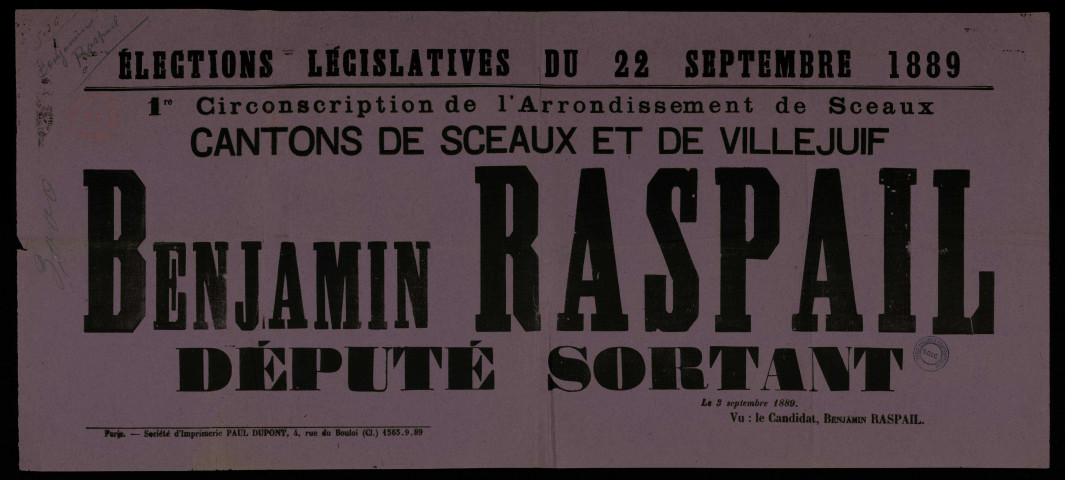 Benjamin
Raspail
ÉLECTIONS LÉGISLATIVES DU 22 SEPTEMBRE 1889
1re Circonscription de l'Arrondissement de Sceaux
CANTONS DE SCEAUX ET DE VILLEJUIF
BENJAMIN RASPAIL
DÉPUTÉ SORTANT
Le 3 septembre 1889.
Vu : le Candidat, BENJAMIN RASPAIL.
Paris. — Société d'Imprimerie PAUL DUPONT, 4, rue du Bouloi (Cl.) 1565.9.89